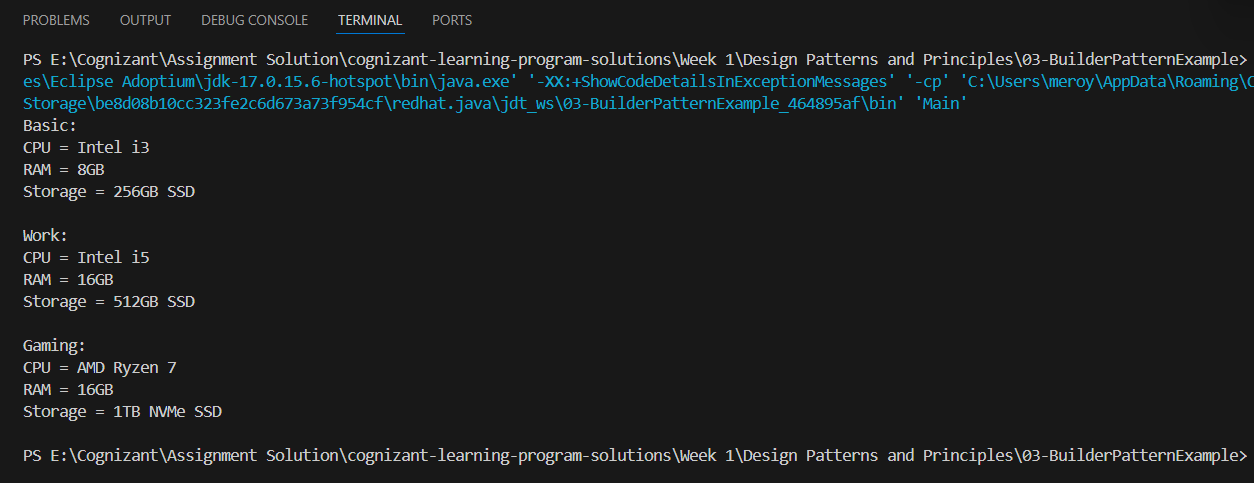 PROBLEMS OUTPUT DEBUG CONSOLE TERMINAL PORTS
PS E:\Cognizant\Assignment Solution\cognizant-learning-program-solutions\Week 1\Design Patterns and Principles\03-BuilderPatternExample>
es\Eclipse Adoptium\jdk-17.0.15.6-hotspot\bin\java.exe' '-XX:+ShowCodeDetailsInExceptionMessages' '-cp' 'C:\Users\meroy\AppData\Roaming\C
Storage\be8d08b10cc323fe2c6d673a73f954cf\redhat.java\jdt_ws\03-BuilderPatternExample_464895af\bin' 'Main'
Basic:
CPU = Intel i3
RAM = 8GB
Storage = 256GB SSD
Work:
CPU = Intel i5
RAM = 16GB
Storage = 512GB SSD
Gaming:
CPU = AMD Ryzen 7
RAM = 16GB
Storage = 1TB NVMe SSD
PS E:\Cognizant\Assignment Solution\cognizant-learning-program-solutions\Week 1\Design Patterns and Principles\03-BuilderPatternExample>